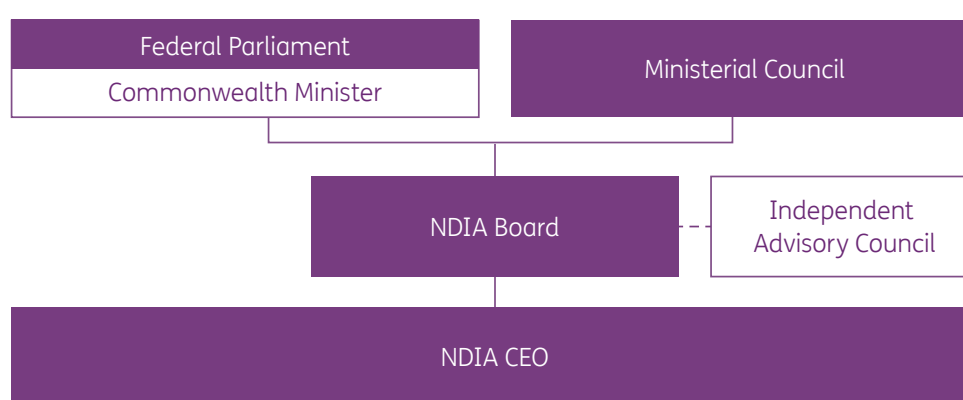 Federal Parliament
Commonwealth Minister
Ministerial Council
NDIA Board
Independent
Advisory Council
NDIA CEO